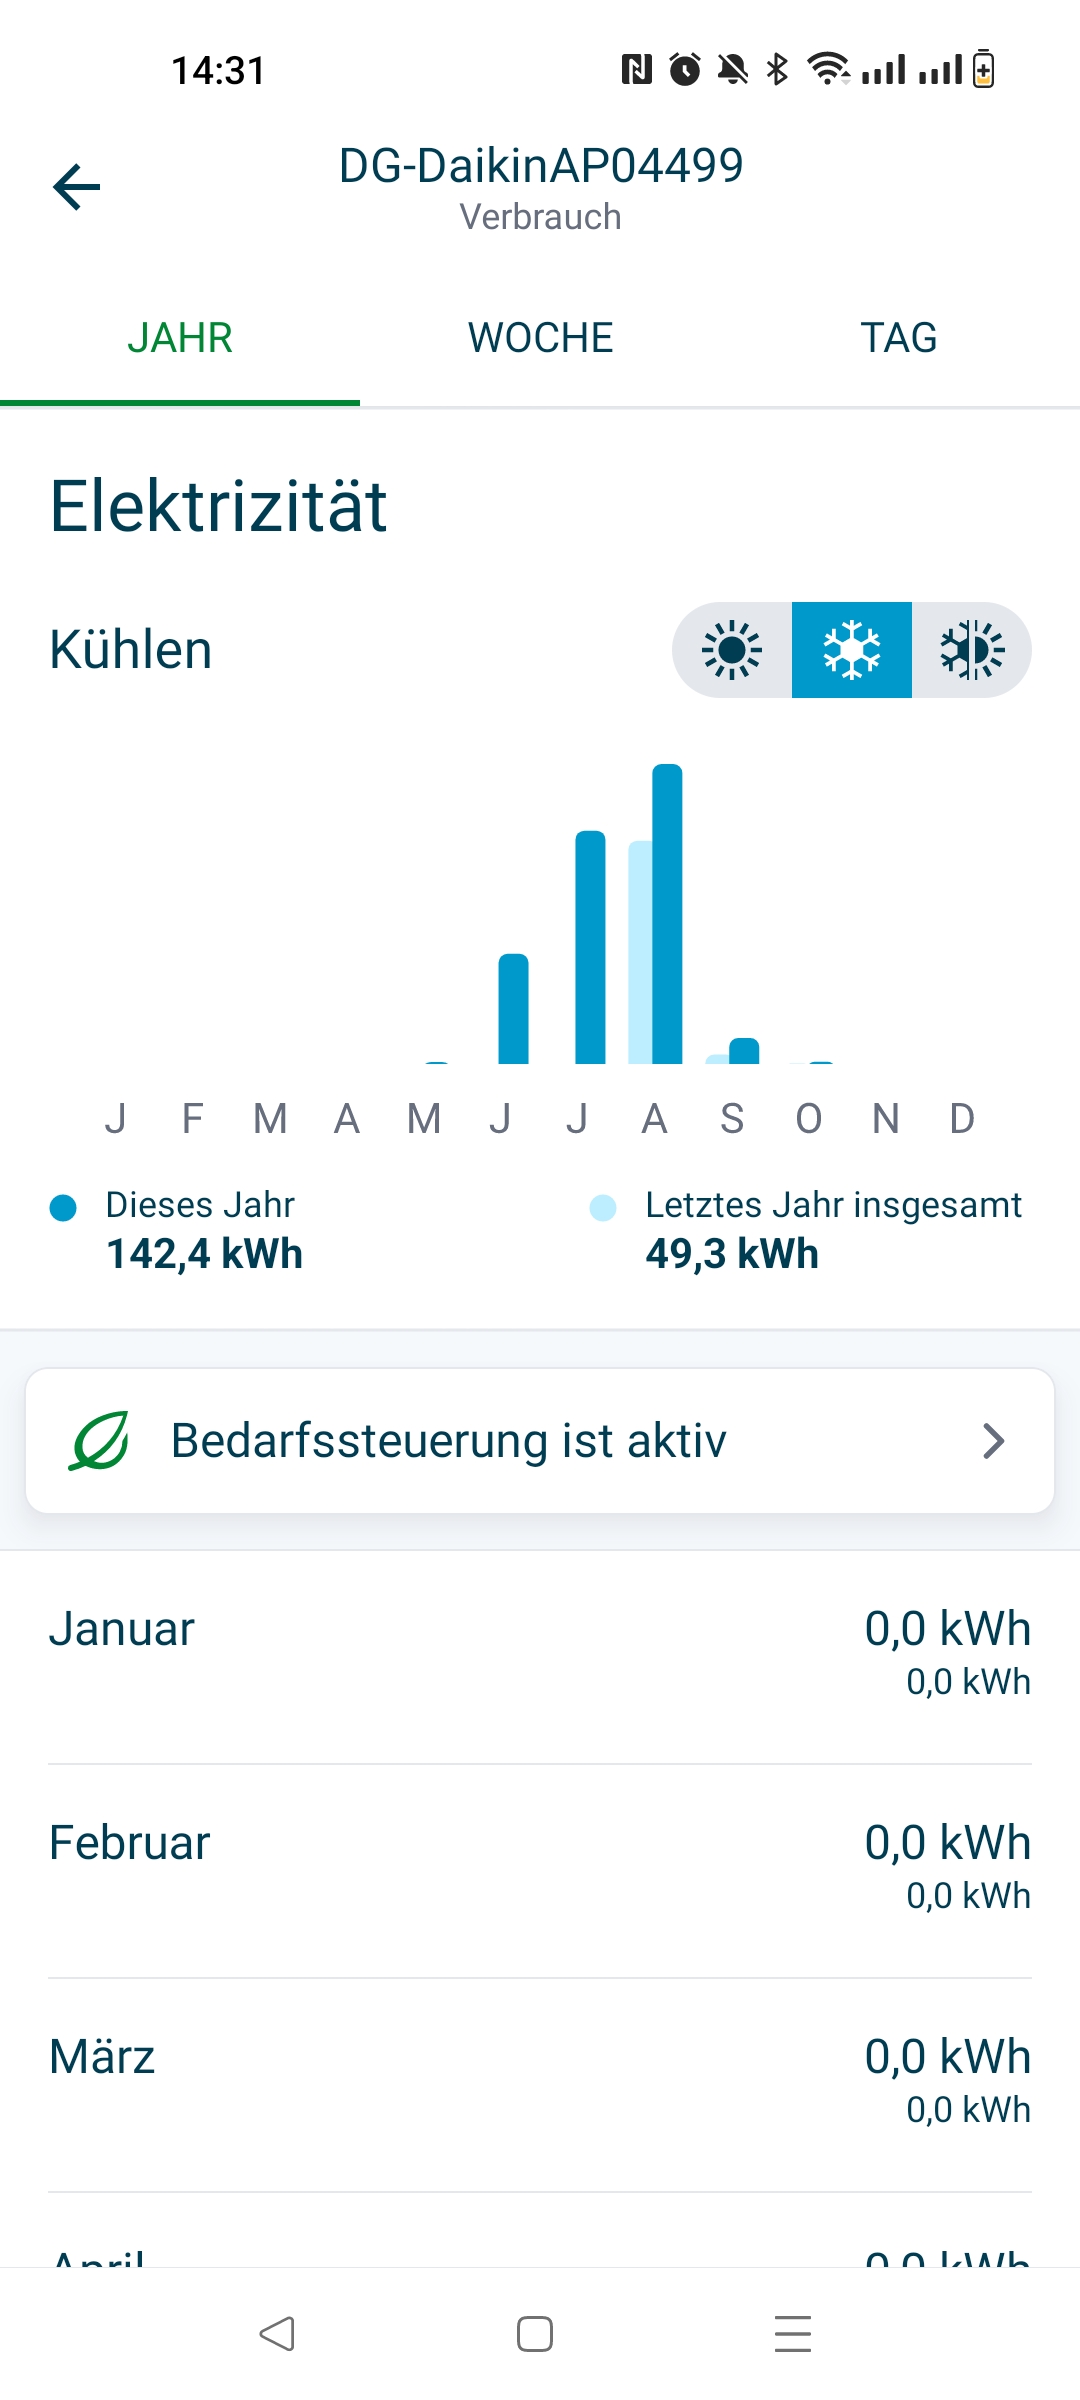 14:31
DG-DaikinAP04499
Verbrauch
JAHR WOCHE TAG
Elektrizität
Kühlen
J F M A M J J A S O N D
Dieses Jahr Letztes Jahr insgesamt
142,4 kWh 49,3 kWh
Bedarfssteuerung ist aktiv
Januar 0,0 kWh
0,0 kWh
Februar 0,0 kWh
0,0 kWh
März 0,0 kWh
0,0 kWh
April 0,0 kWh